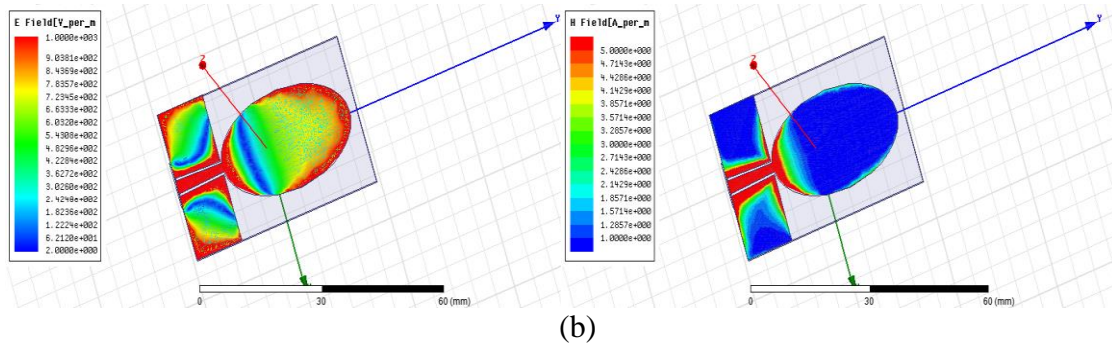 E Field[V_per_m
1.0000e+003
9.0381e+002
8.4369e+002
7.8357e+002
7.2345e+002
6.6333e+002
6.0320e+002
5.4308e+002
4.8296e+002
4.2284e+002
3.6272e+002
3.0260e+002
2.4248e+002
1.8236e+002
1.2224e+002
6.2120e+001
2.0000e+000
Z
Y
0
30
60 (mm)
H Field[A_per_m
5.0000e+000
4.7143e+000
4.4286e+000
4.1429e+000
3.8571e+000
3.5714e+000
3.2857e+000
3.0000e+000
2.7143e+000
2.4286e+000
2.1429e+000
1.8571e+000
1.5714e+000
1.2857e+000
1.0000e+000
Z
Y
0
30
60 (mm)
(b)